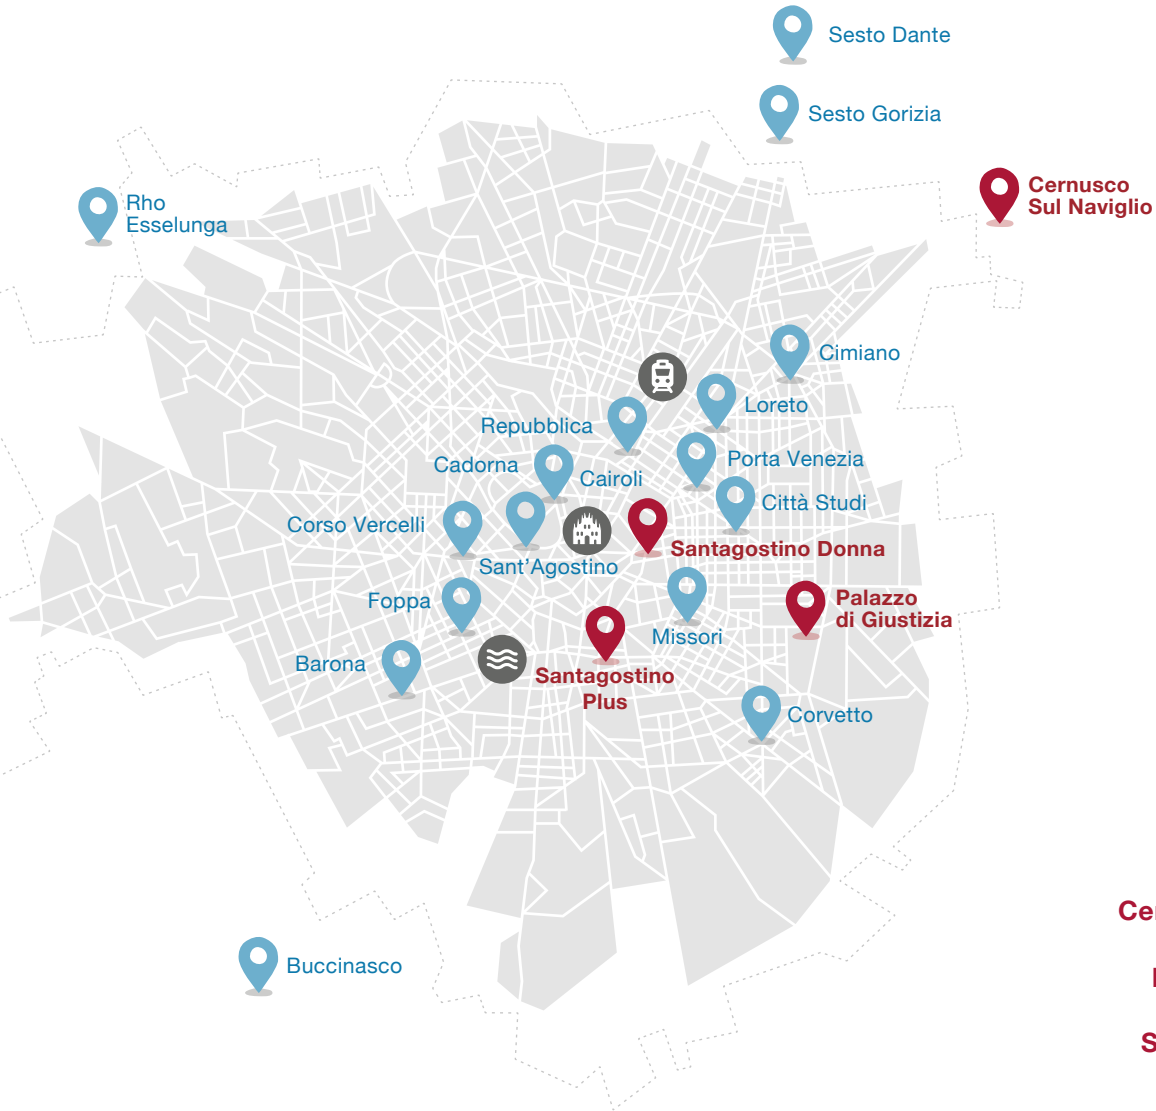 Sesto Dante
Sesto Gorizia
Cernusco
Sul Naviglio
Rho
Esselunga
Cimiano
Loreto
Repubblica
Porta Venezia
Cadorna
Cairoli
Città Studi
Corso Vercelli
Santagostino Donna
Sant'Agostino
Foppa
Palazzo
di Giustizia
Missori
Barona
Santagostino
Plus
Corvetto
Buccinasco